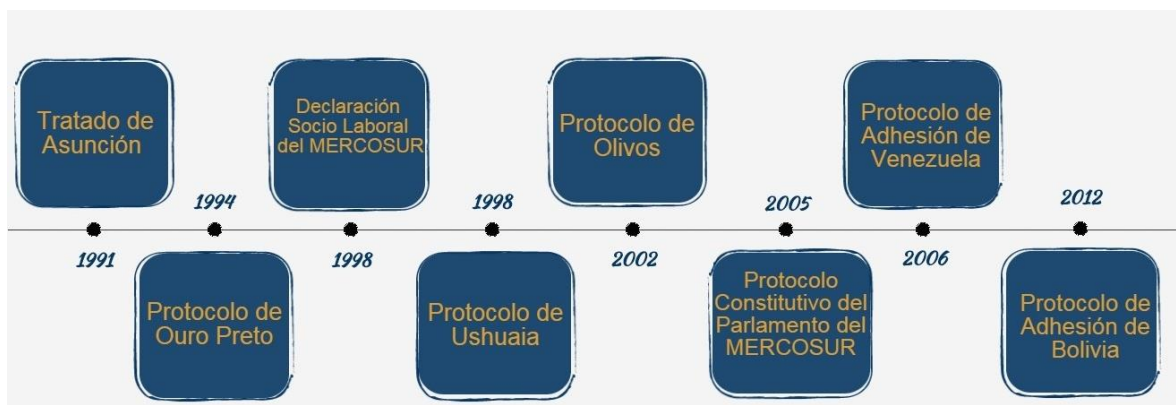 Tratado de
Asunción
1991
1994
Protocolo de
Ouro Preto
Declaración
Socio Laboral
del MERCOSUR
1998
1998
Protocolo de
Ushuaia
Protocolo de
Olivos
2002
2005
Protocolo
Constitutivo del
Parlamento del
MERCOSUR
Protocolo de
Adhesión de
Venezuela
2006
2012
Protocolo de
Adhesión de
Bolivia